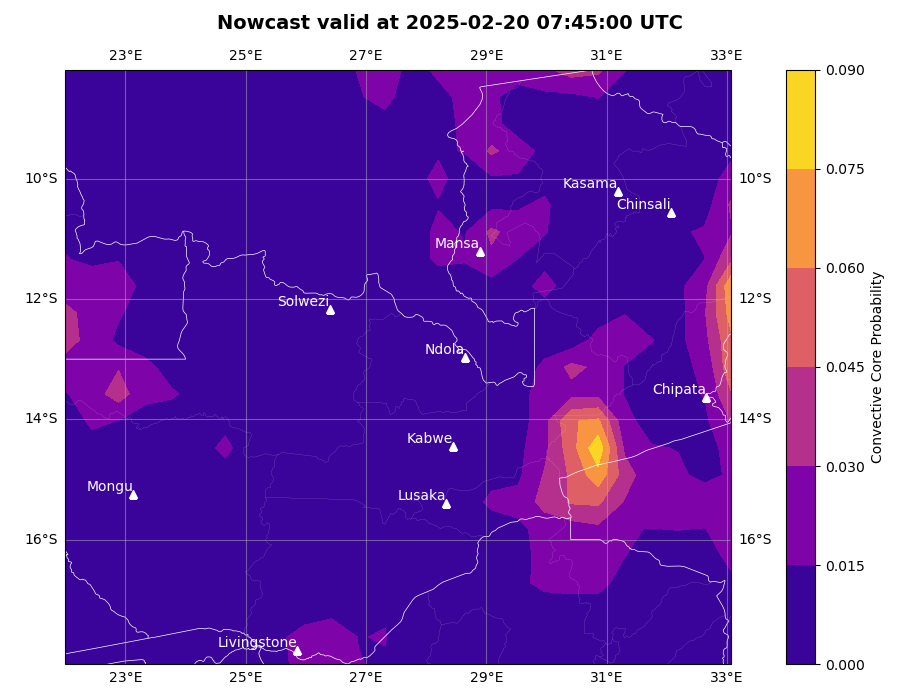 Nowcast valid at 2025-02-20 07:45:00 UTC
23°E 25°E 27°E 29°E 31°E 33°E
0.090
0.075
0.060
0.045
0.030
0.015
0.000
Convective Core Probability
10°S 10°S
12°S 12°S
14°S 14°S
16°S 16°S
Kasama
Chinsali
Mansa
Solwezi
Ndola
Chipata
Kabwe
Mongu
Lusaka
Livingstone
23°E 25°E 27°E 29°E 31°E 33°E